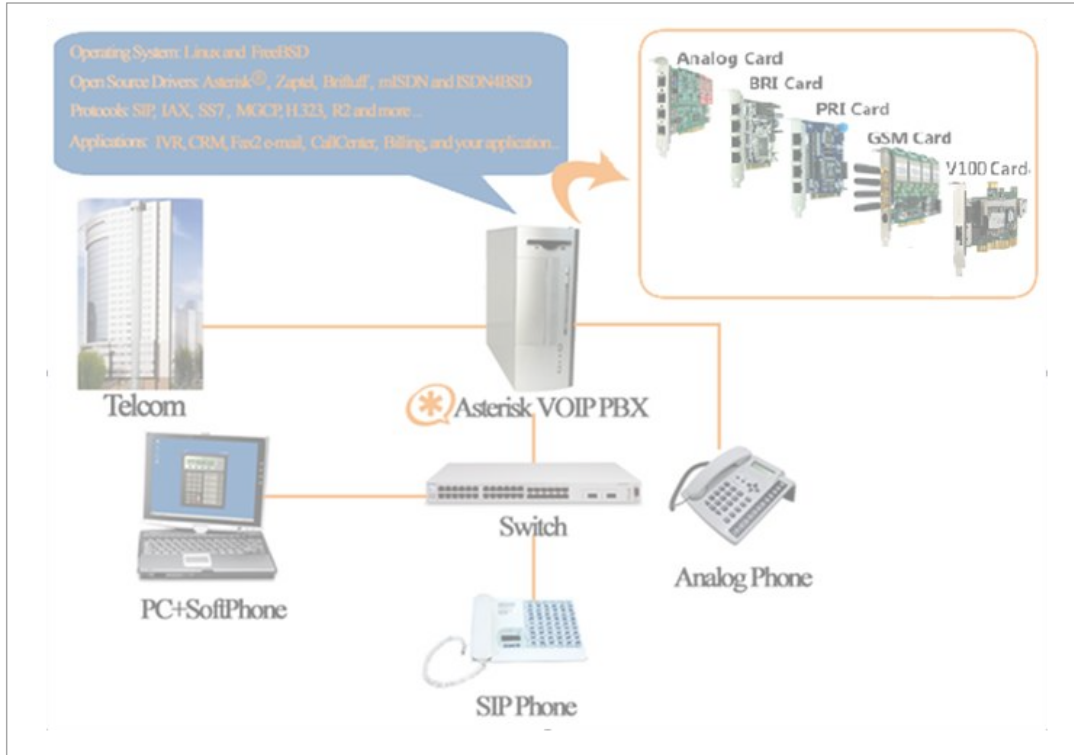 Operating System: Linux and FreeBSD
Open Source Drivers: Asterisk®, Zaptel, Bristuff, mISDN and ISDN4BSD
Protocols: SIP, IAX, SS7, MGCP, H.323, R2 and more ..
Applications: IVR, CRM, Fax2 e-mail, CallCenter, Billing, and your application...
Analog Card
BRI Card
PRI Card
GSM Card
V100 Card
Telcom
Asterisk VOIP PBX
PC+SoftPhone
Switch
Analog Phone
SIP Phone